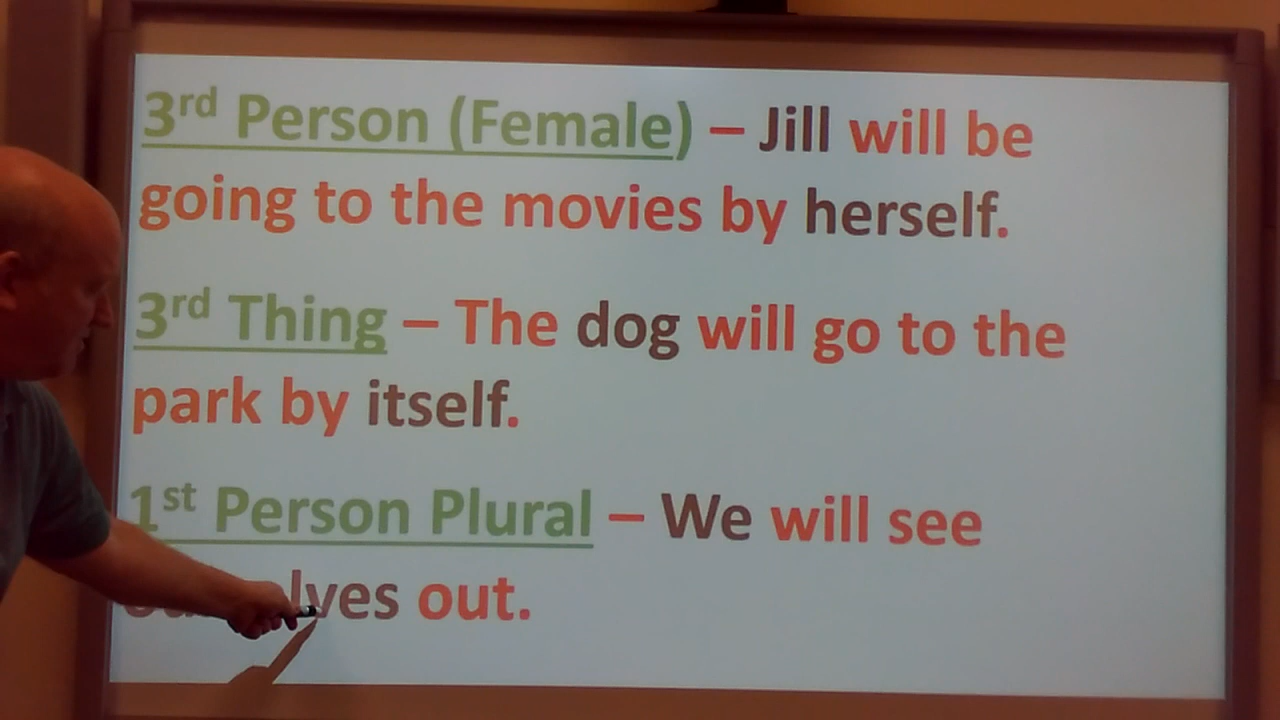 3rd Person (Female) – Jill will be
going to the movies by herself.
3rd Thing – The dog will go to the
park by itself.
1st Person Plural – We will see
out.